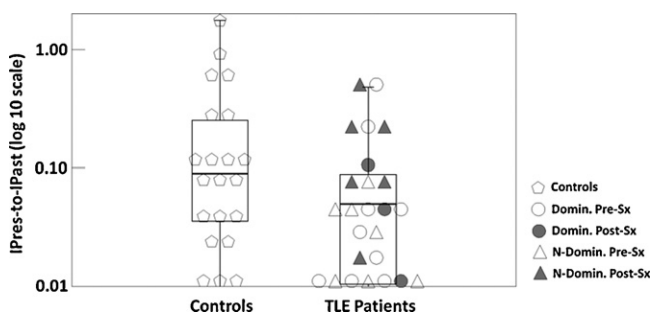 IPres-to-IPast (log 10 scale)
1.00
0.10
0.01
Controls
TLE Patients
Controls
Domin. Pre-Sx
Domin. Post-Sx
N-Domin. Pre-Sx
N-Domin. Post-Sx